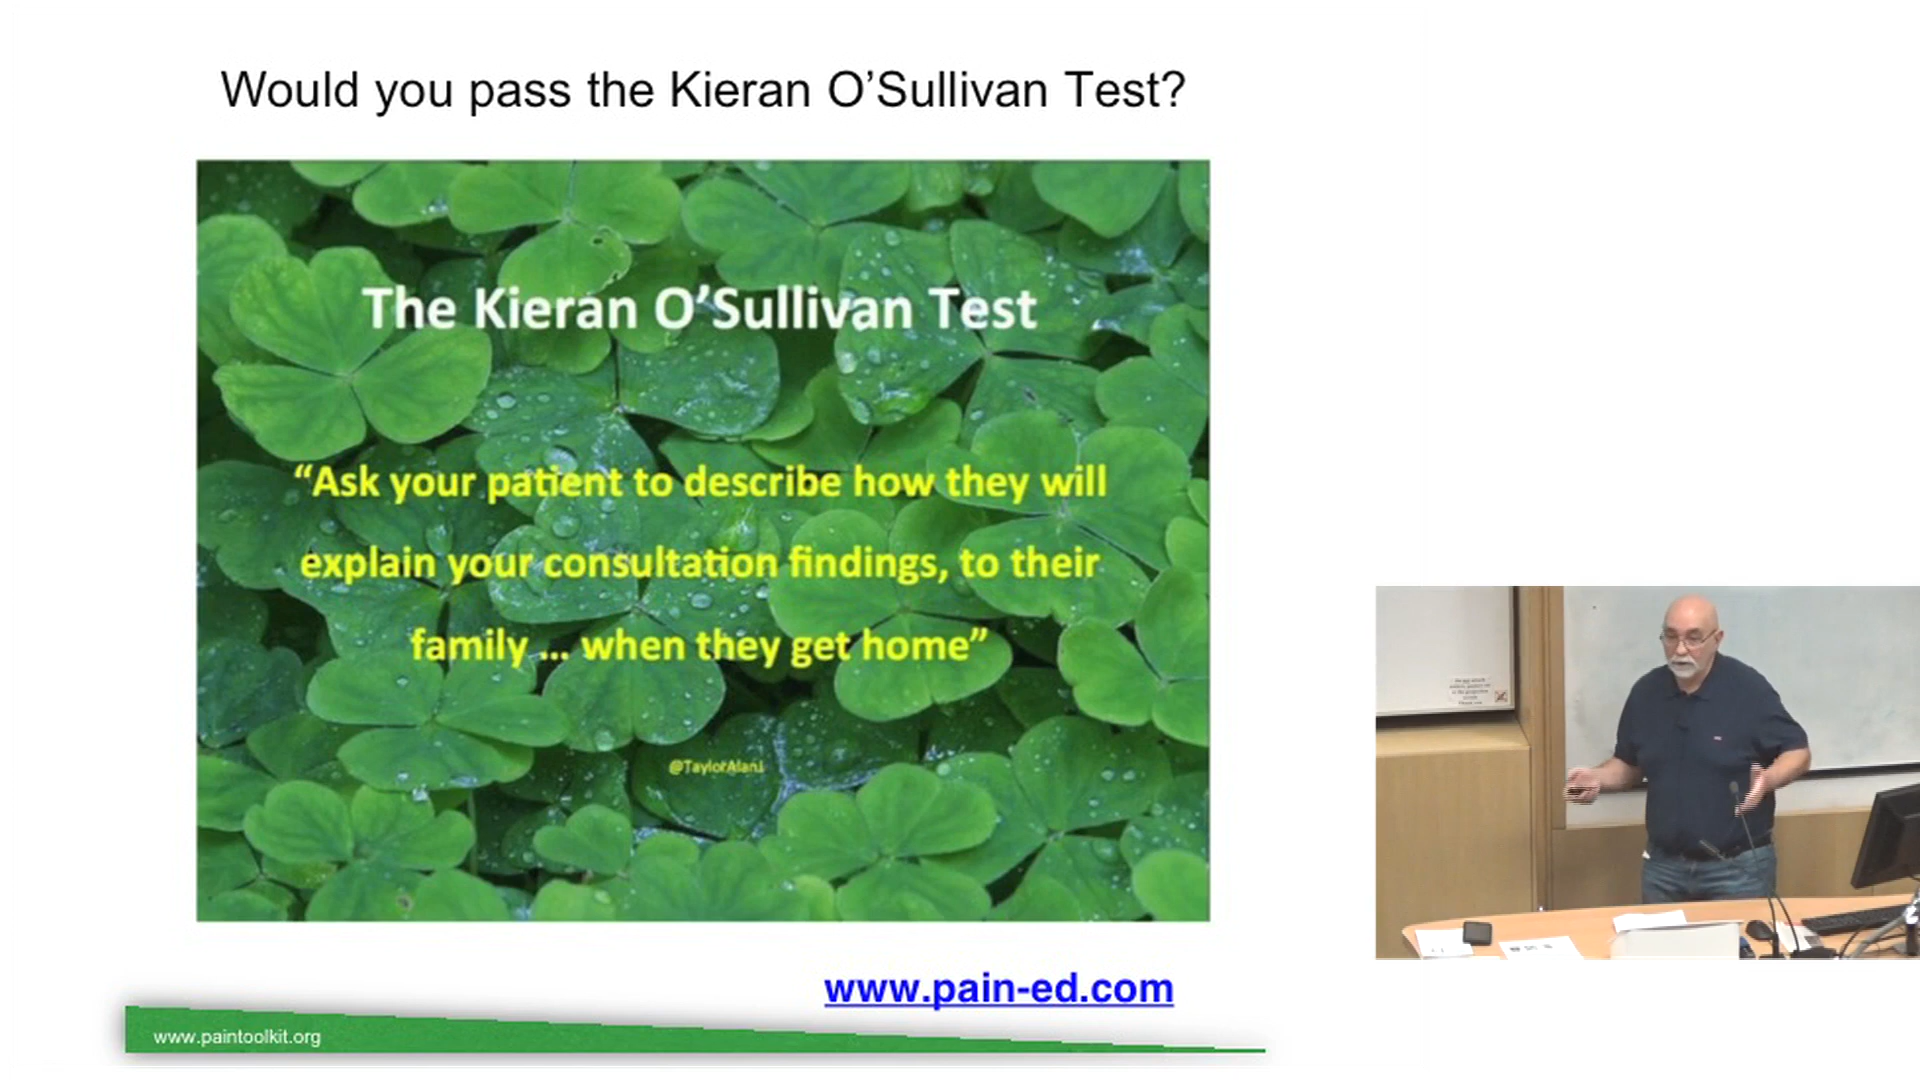 Would you pass the Kieran O’Sullivan Test?
The Kieran O’Sullivan Test
“Ask your patient to describe how they will
explain your consultation findings, to their
family ... when they get home”
@TaylorAlanJ
www.pain-ed.com
www.paintoolkit.org